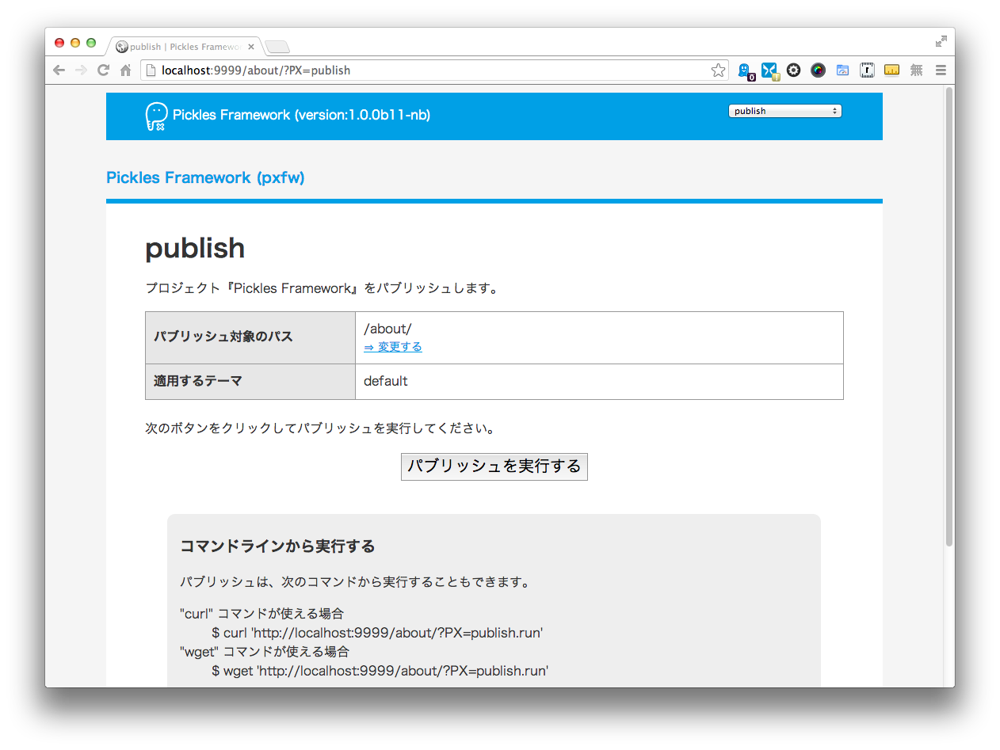 publish | Pickles Framewo
localhost:9999/about/?PX=publish
0
r
無
Pickles Framework (version:1.0.0b11-nb)
publish
Pickles Framework (pxfw)
publish
プロジェクト『Pickles Framework』をパブリッシュします。
パブリッシュ対象のパス
/about/
⇒ 変更する
適用するテーマ
default
次のボタンをクリックしてパブリッシュを実行してください。
パブリッシュを実行する
コマンドラインから実行する
パブリッシュは、次のコマンドから実行することもできます。
"curl" コマンドが使える場合
$ curl 'http://localhost:9999/about/?PX=publish.run'
"wget" コマンドが使える場合
$ wget 'http://localhost:9999/about/?PX=publish.run'